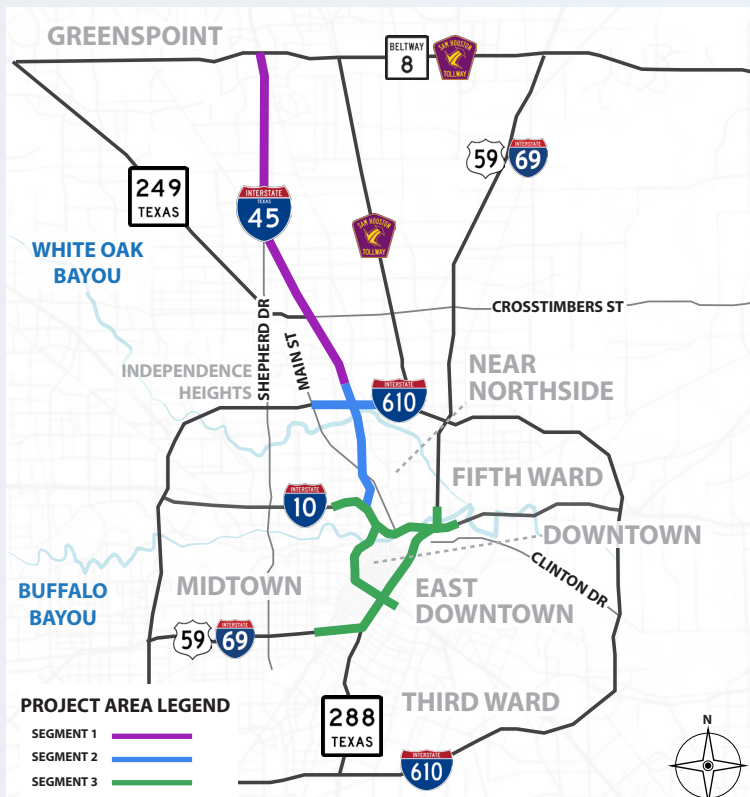 GREENSPOINT
BELTWAY
8
SAM HOUSTON
TOLLWAY
59
INTERSTATE
69
249
TEXAS
INTERSTATE
TEXAS
45
SAM HOUSTON
TOLLWAY
WHITE OAK
BAYOU
CROSSTIMBERS ST
SHEPHERD DR
MAIN ST
INDEPENDENCE
HEIGHTS
NEAR
NORTHSIDE
INTERSTATE
610
FIFTH WARD
INTERSTATE
10
DOWNTOWN
CLINTON DR
MIDTOWN
EAST
DOWNTOWN
BUFFALO
BAYOU
59
INTERSTATE
69
PROJECT AREA LEGEND
SEGMENT 1
SEGMENT 2
SEGMENT 3
288
TEXAS
THIRD WARD
INTERSTATE
610
N